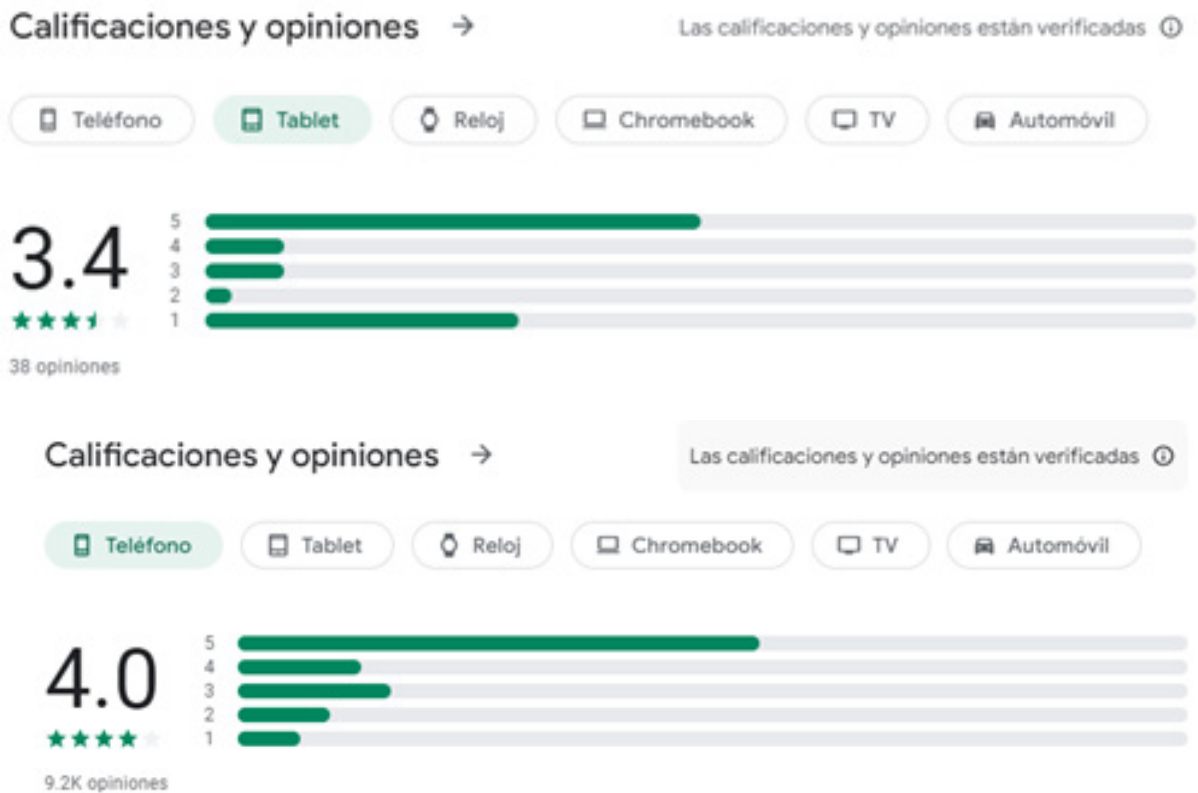 Calificaciones y opiniones →
Las calificaciones y opiniones están verificadas
Teléfono Tablet Reloj Chromebook TV Automóvil
3.4
5
4
3
2
1
38 opiniones
Calificaciones y opiniones →
Las calificaciones y opiniones están verificadas
Teléfono Tablet Reloj Chromebook TV Automóvil
4.0
5
4
3
2
1
9.2K opiniones